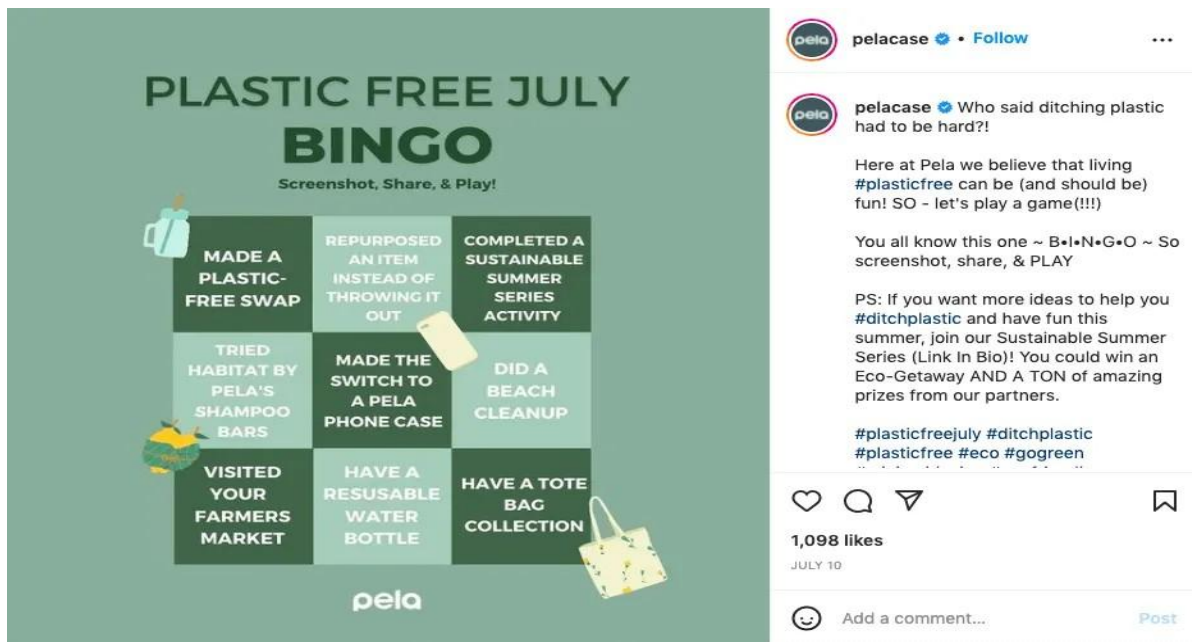 PLASTIC FREE JULY
BINGO
Screenshot, Share, & Play!
MADE A
PLASTIC-
FREE SWAP
REPURPOSED
AN ITEM
INSTEAD OF
THROWING IT
OUT
COMPLETED A
SUSTAINABLE
SUMMER
SERIES
ACTIVITY
TRIED
HABITAT BY
PELA'S
SHAMPOO
BARS
MADE THE
SWITCH TO
A PELA
PHONE CASE
DID A
BEACH
CLEANUP
VISITED
YOUR
FARMERS
MARKET
HAVE A
RESUSABLE
WATER
BOTTLE
HAVE A TOTE
BAG
COLLECTION
pela
pela
pelacase • Follow
pela
pelacase Who said ditching plastic
had to be hard?!
Here at Pela we believe that living
#plasticfree can be (and should be)
fun! SO - let's play a game(!!!)
You all know this one ~ B•I•N•G•O ~ So
screenshot, share, & PLAY
PS: If you want more ideas to help you
#ditchplastic and have fun this
summer, join our Sustainable Summer
Series (Link In Bio)! You could win an
Eco-Getaway AND A TON of amazing
prizes from our partners.
#plasticfreejuly #ditchplastic
#plasticfree #eco #gogreen
1,098 likes
JULY 10
Add a comment...
Post